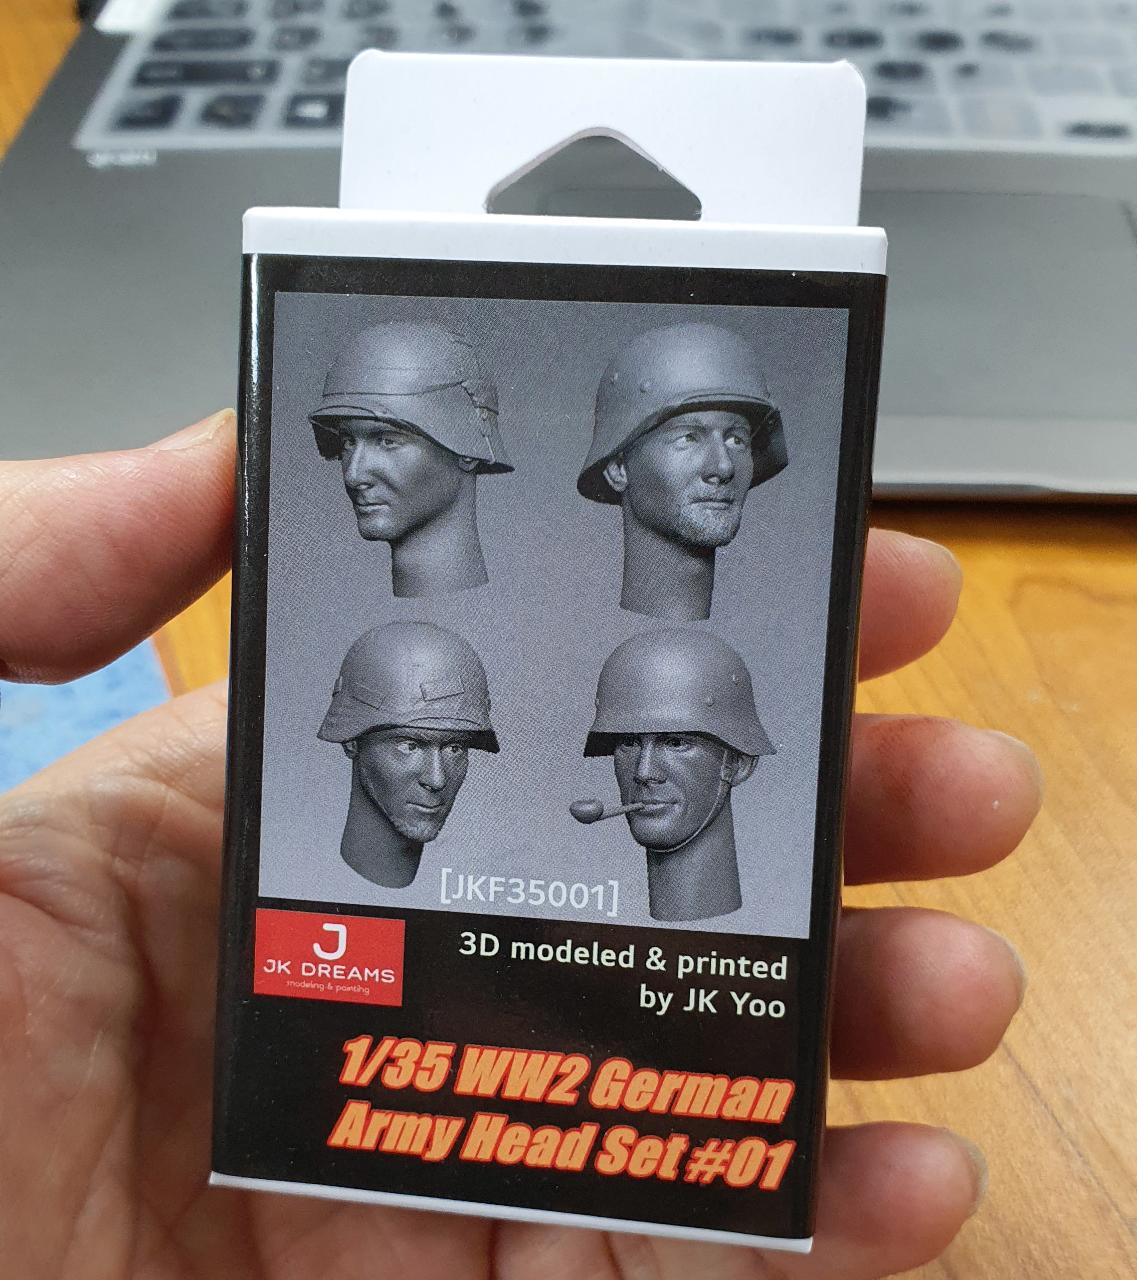 [JKF35001]
J
JK DREAMS
modeling & painting
3D modeled & printed
by JK Yoo
1/35 WW2 German
Army Head Set #01